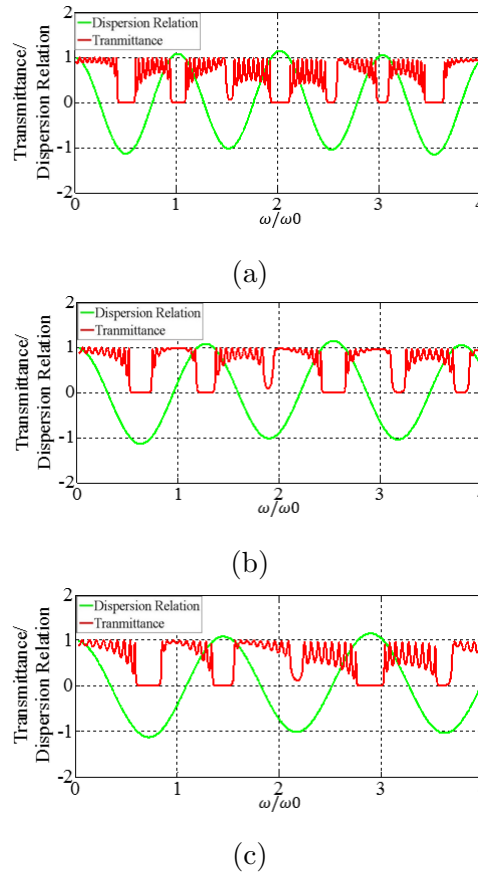 2
Dispersion Relation
Tranmittance
1
0
-1
-2
Transmittance/
Dispersion Relation
0 1 2 3 4
ω/ω0
(a)
2
Dispersion Relation
Tranmittance
1
0
-1
-2
Transmittance/
Dispersion Relation
0 1 2 3 4
ω/ω0
(b)
2
Dispersion Relation
Tranmittance
1
0
-1
-2
Transmittance/
Dispersion Relation
0 1 2 3 4
ω/ω0
(c)